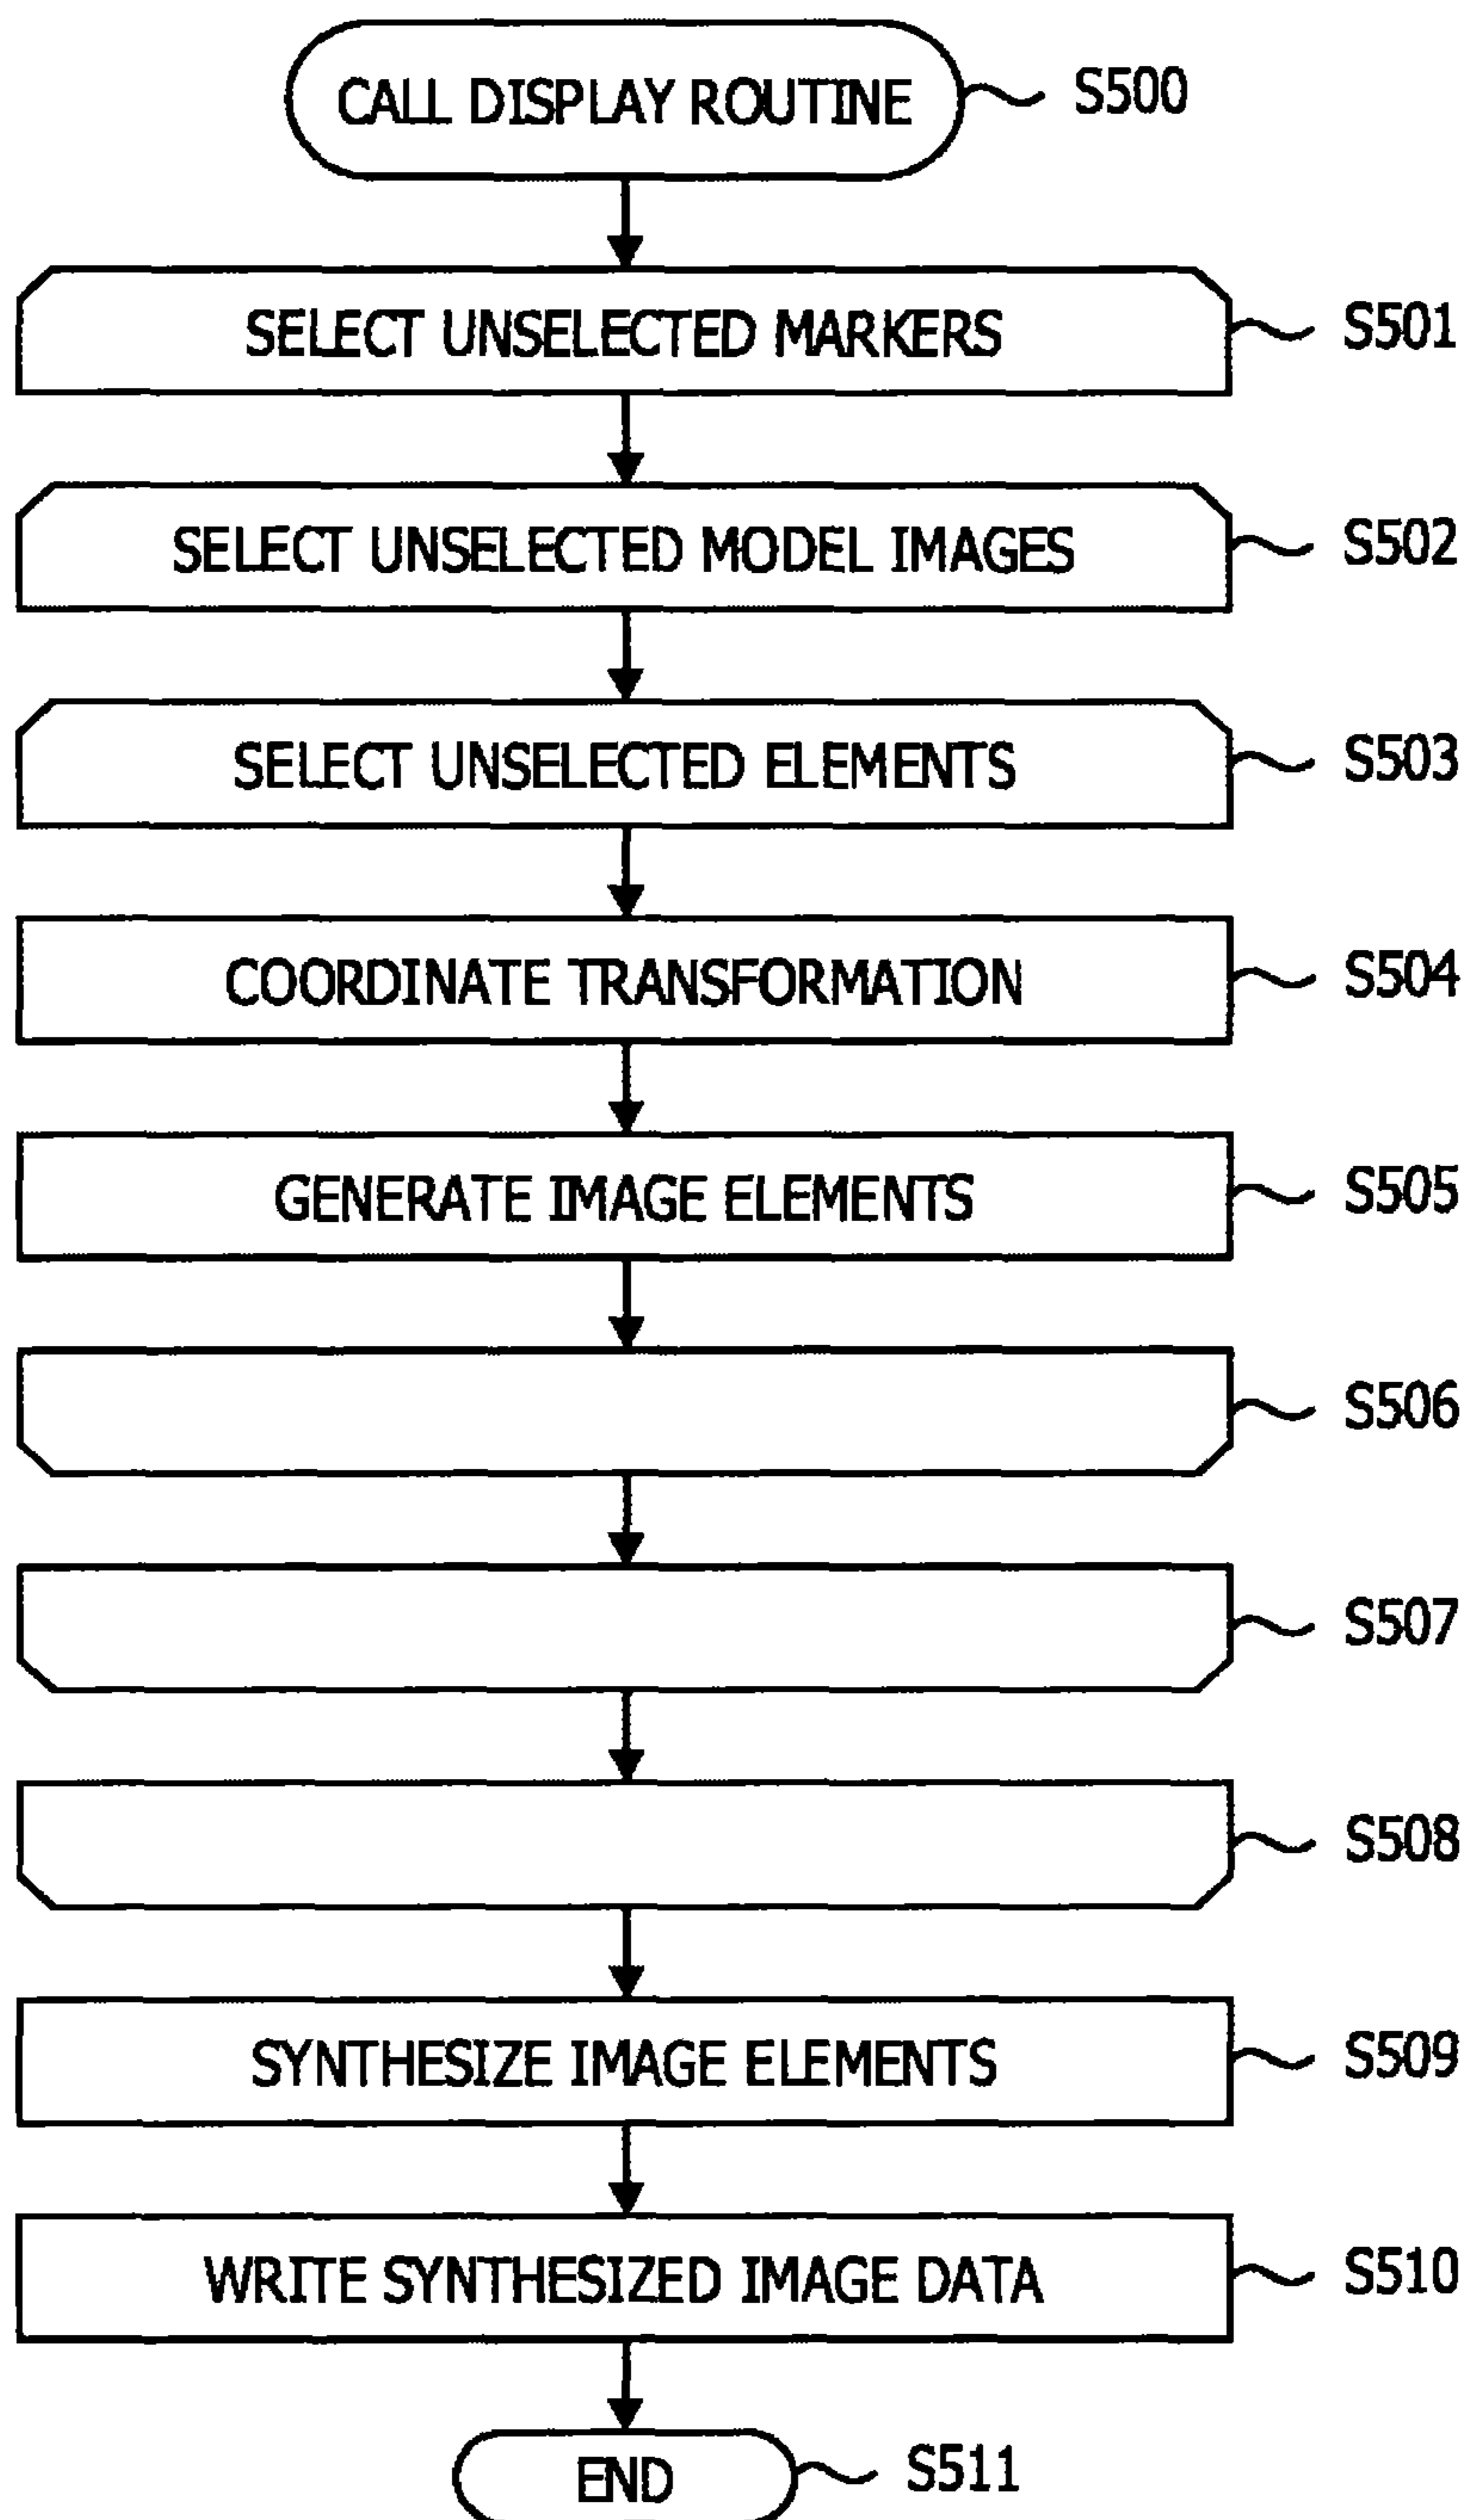 CALL DISPLAY ROUTINE S500
SELECT UNSELECTED MARKERS S501
SELECT UNSELECTED MODEL IMAGES S502
SELECT UNSELECTED ELEMENTS S503
COORDINATE TRANSFORMATION S504
GENERATE IMAGE ELEMENTS S505
S506
S507
S508
SYNTHESIZE IMAGE ELEMENTS S509
WRITE SYNTHESIZED IMAGE DATA S510
END S511